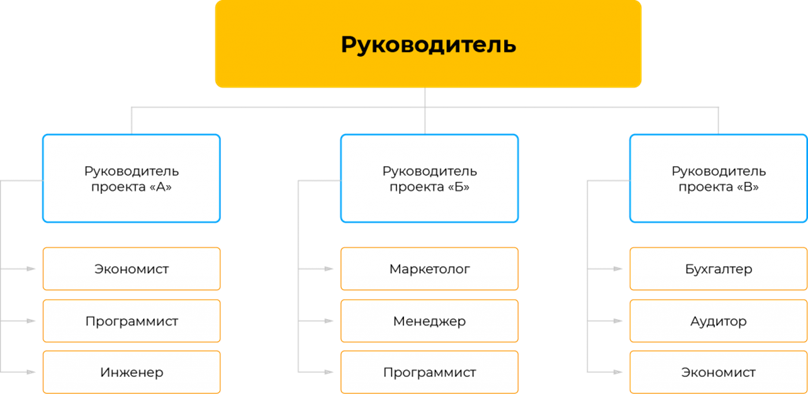 Руководитель
Руководитель
проекта «А»
Экономист
Программист
Инженер
Руководитель
проекта «Б»
Маркетолог
Менеджер
Программист
Руководитель
проекта «В»
Бухгалтер
Аудитор
Экономист